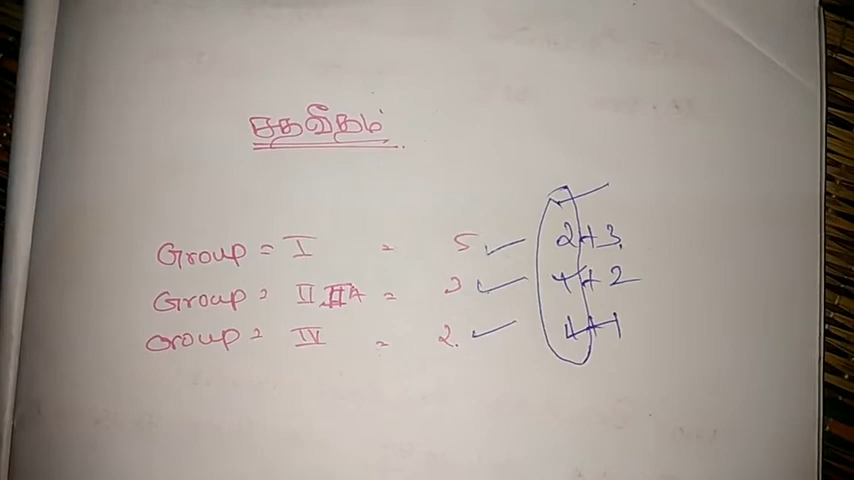 சதவீதம்
Group = I = 5 2+3.
Group = II, IIA = 3 4+2
Group = IV = 2. 4+1